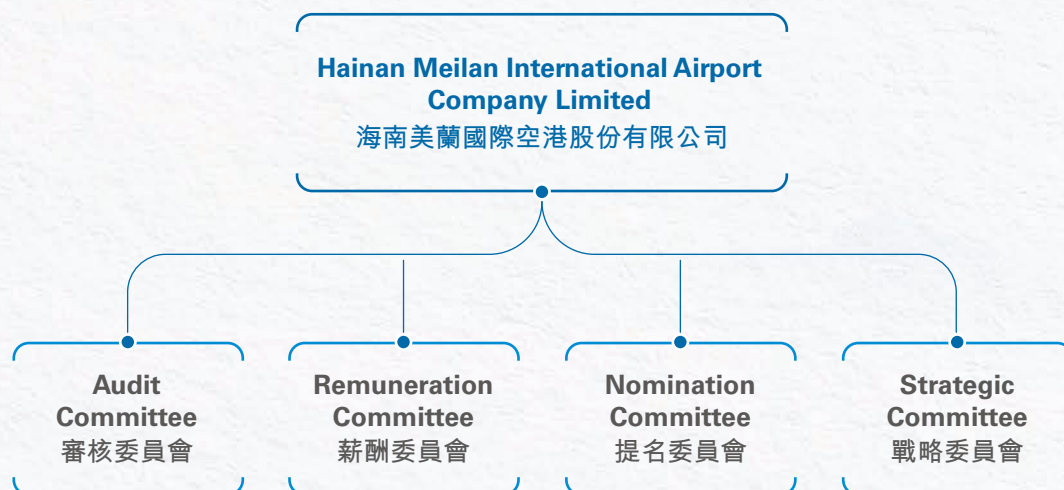 Hainan Meilan International Airport
Company Limited
海南美蘭國際空港股份有限公司
Audit
Committee
審核委員會
Remuneration
Committee
薪酬委員會
Nomination
Committee
提名委員會
Strategic
Committee
戰略委員會